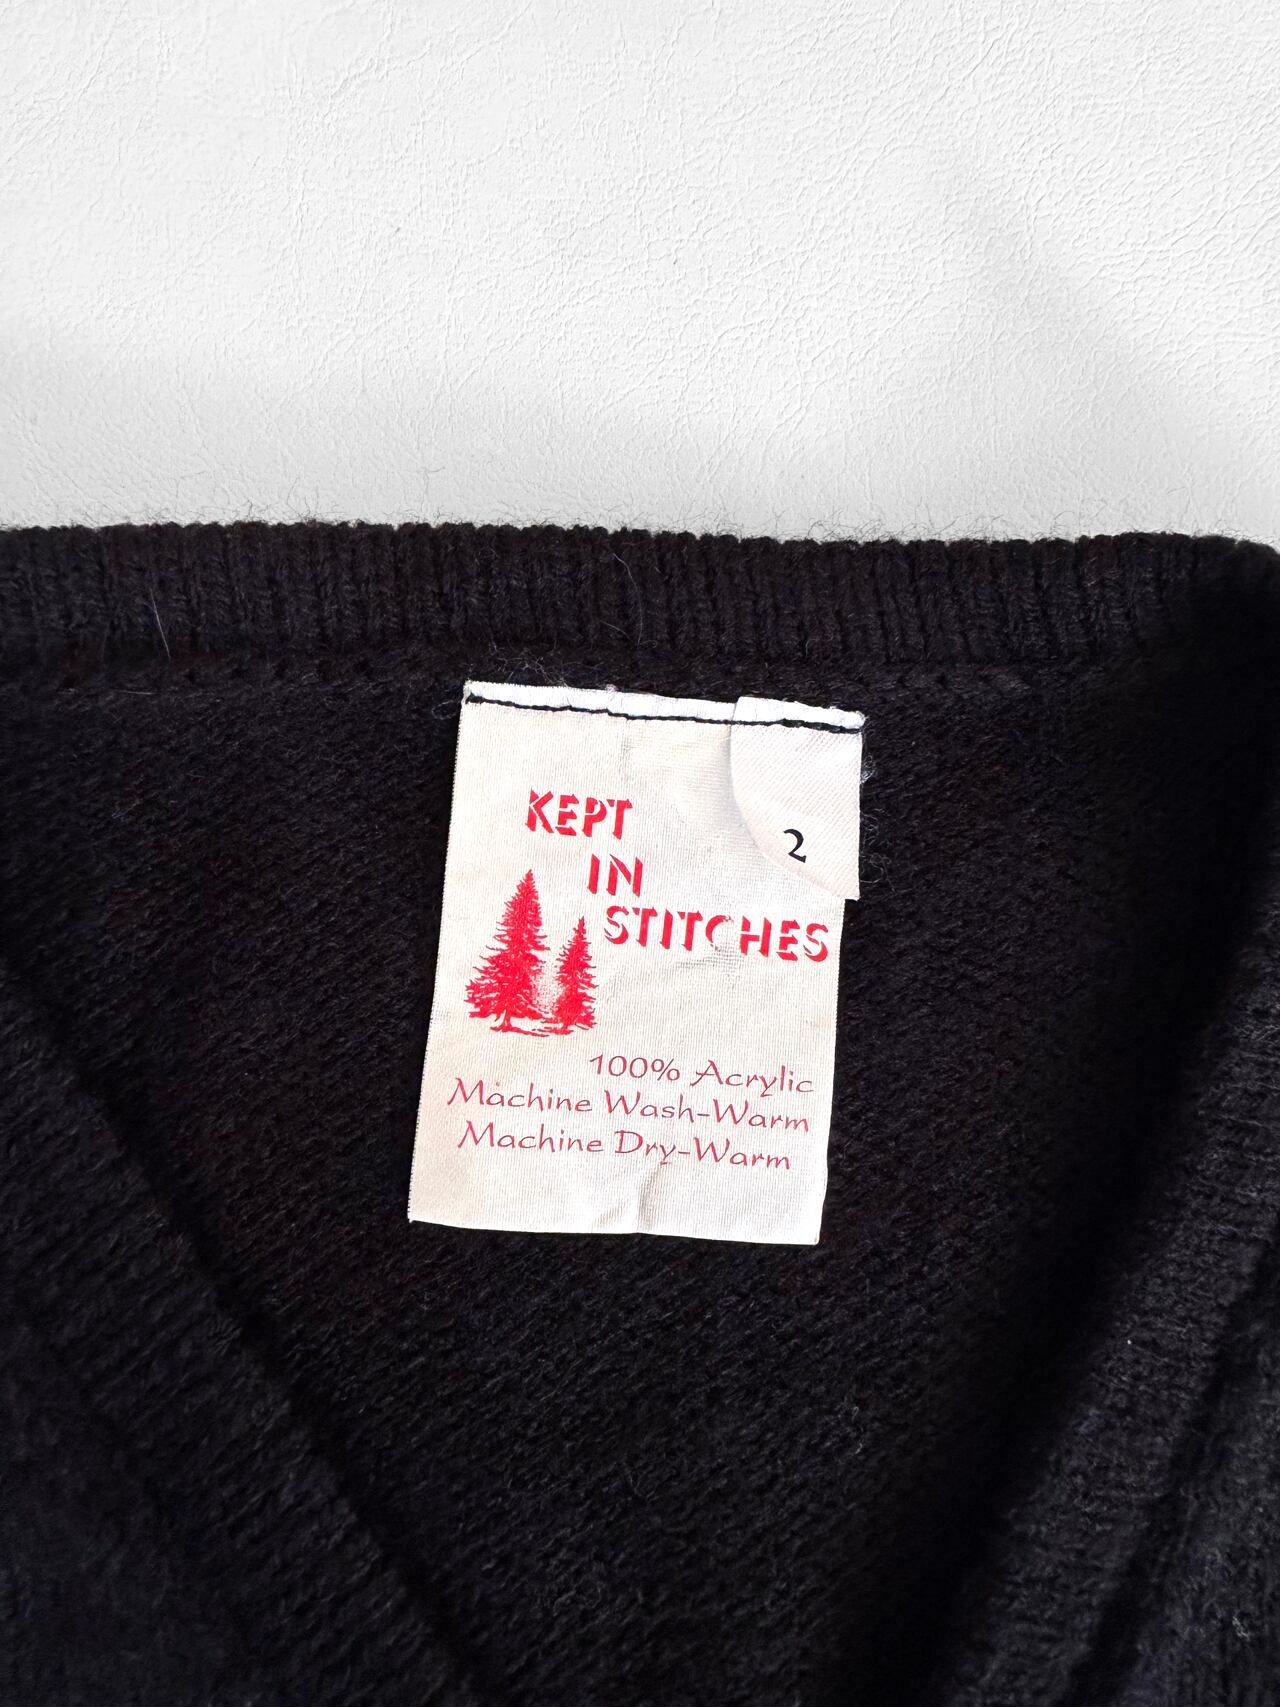 KEPT
IN
STITCHES
2
100% Acrylic
Machine Wash-Warm
Machine Dry-Warm